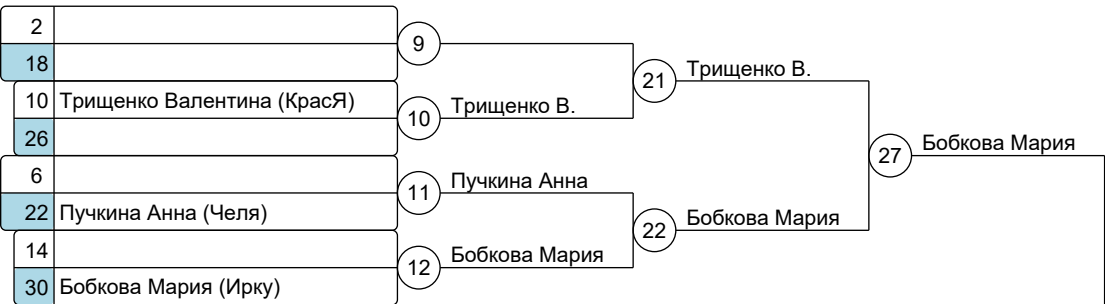 2
9
18
21 Трищенко В.
10 Трищенко Валентина (КрасЯ)
10 Трищенко В.
26
27 Бобкова Мария
6
11 Пучкина Анна
22 Пучкина Анна (Челя)
22 Бобкова Мария
14
12 Бобкова Мария
30 Бобкова Мария (Ирку)